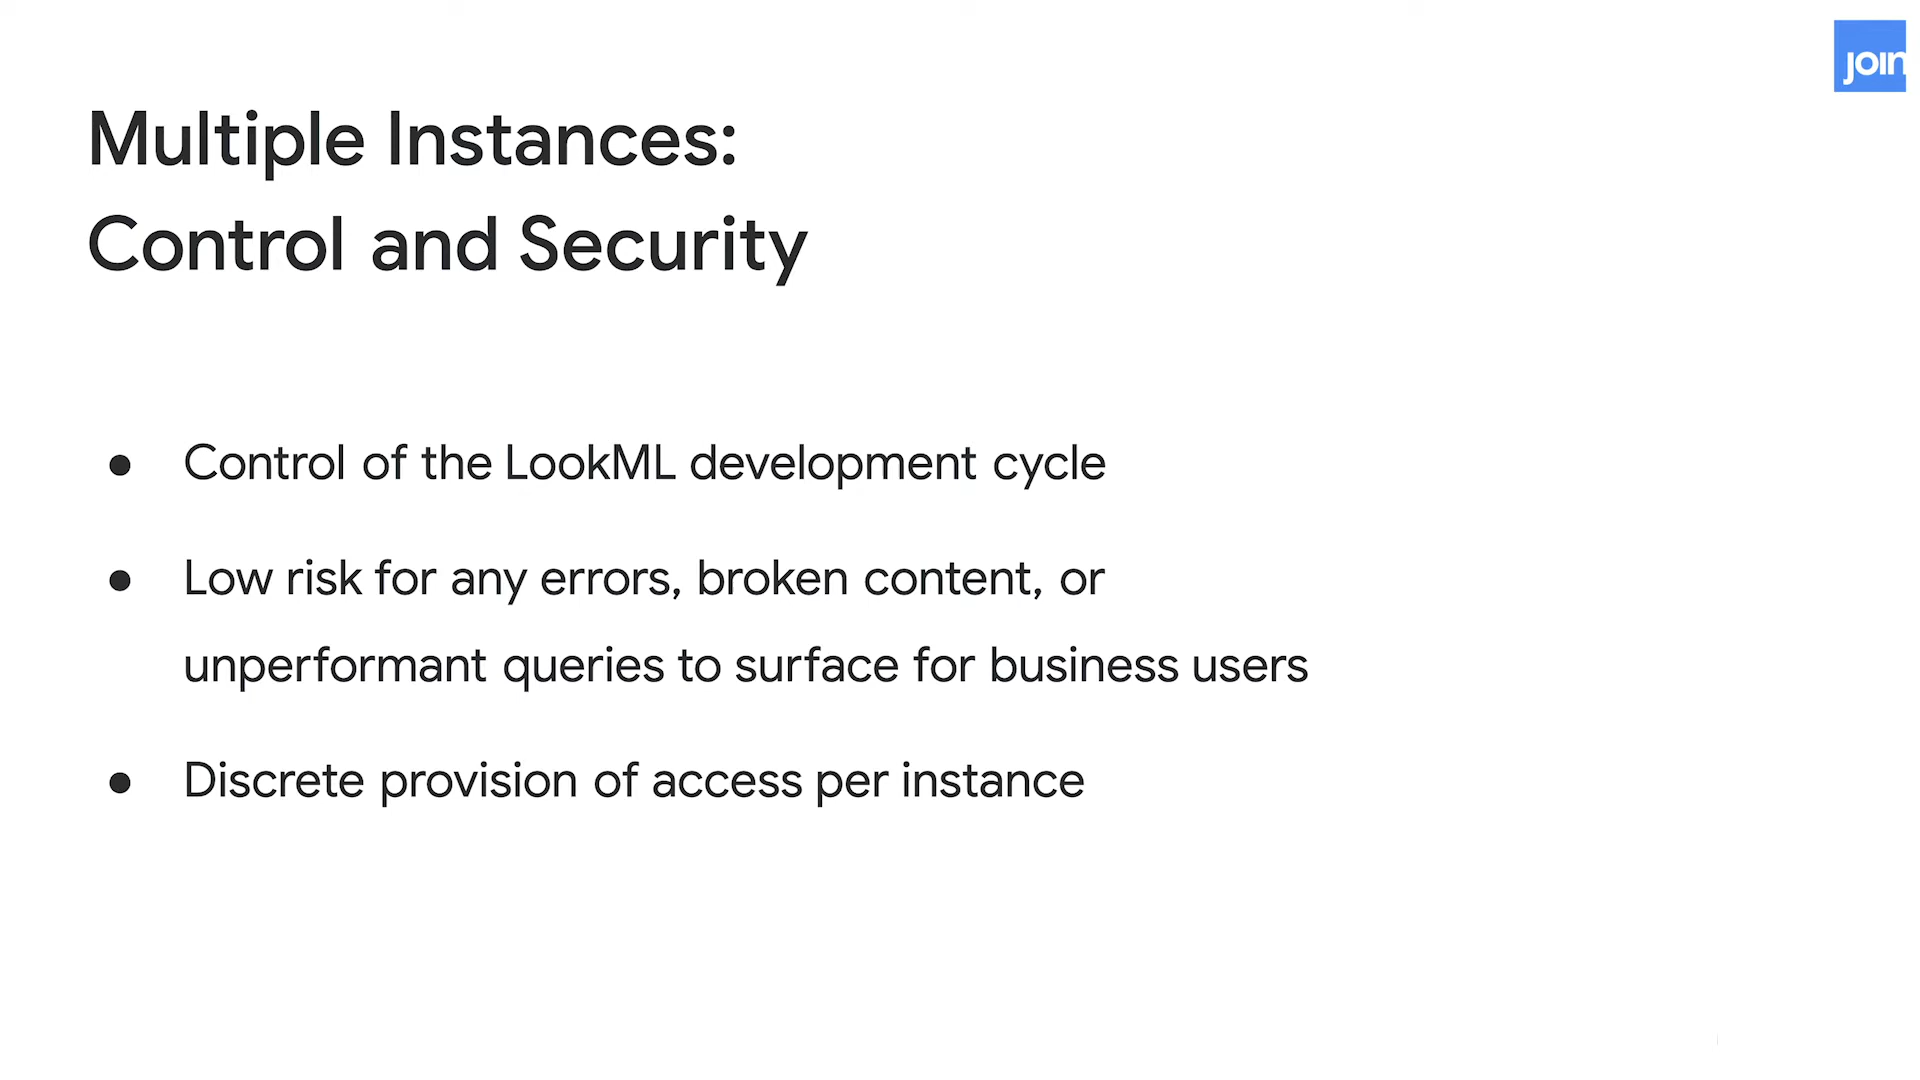 join
Multiple Instances:
Control and Security
● Control of the LookML development cycle
● Low risk for any errors, broken content, or
unperformant queries to surface for business users
● Discrete provision of access per instance